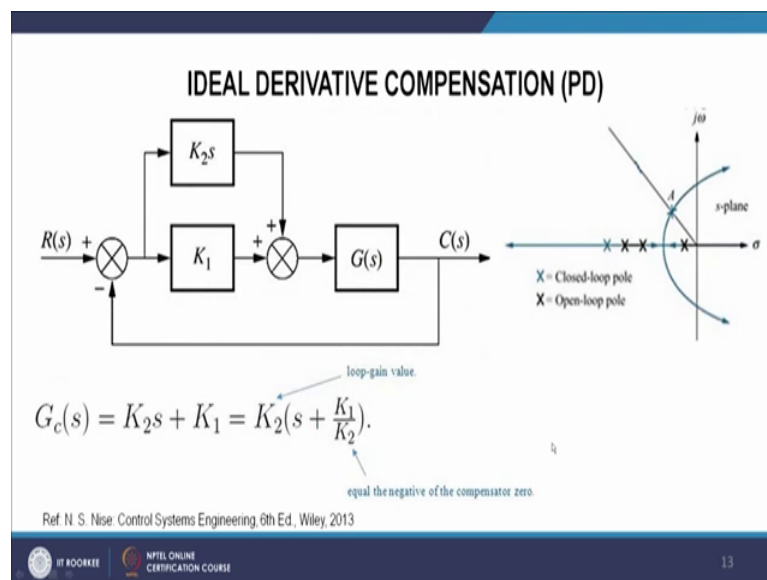 IDEAL DERIVATIVE COMPENSATION (PD)
K₂s
R(s) + K₁ + + G(s) C(s)
−
jω
A
s-plane
σ
X = Closed-loop pole
X = Open-loop pole
loop-gain value.
G_c(s) = K₂s + K₁ = K₂(s + K₁/K₂).
equal the negative of the compensator zero.
Ref: N. S. Nise: Control Systems Engineering, 6th Ed., Wiley, 2013
IIT ROORKEE
NPTEL ONLINE
CERTIFICATION COURSE
13